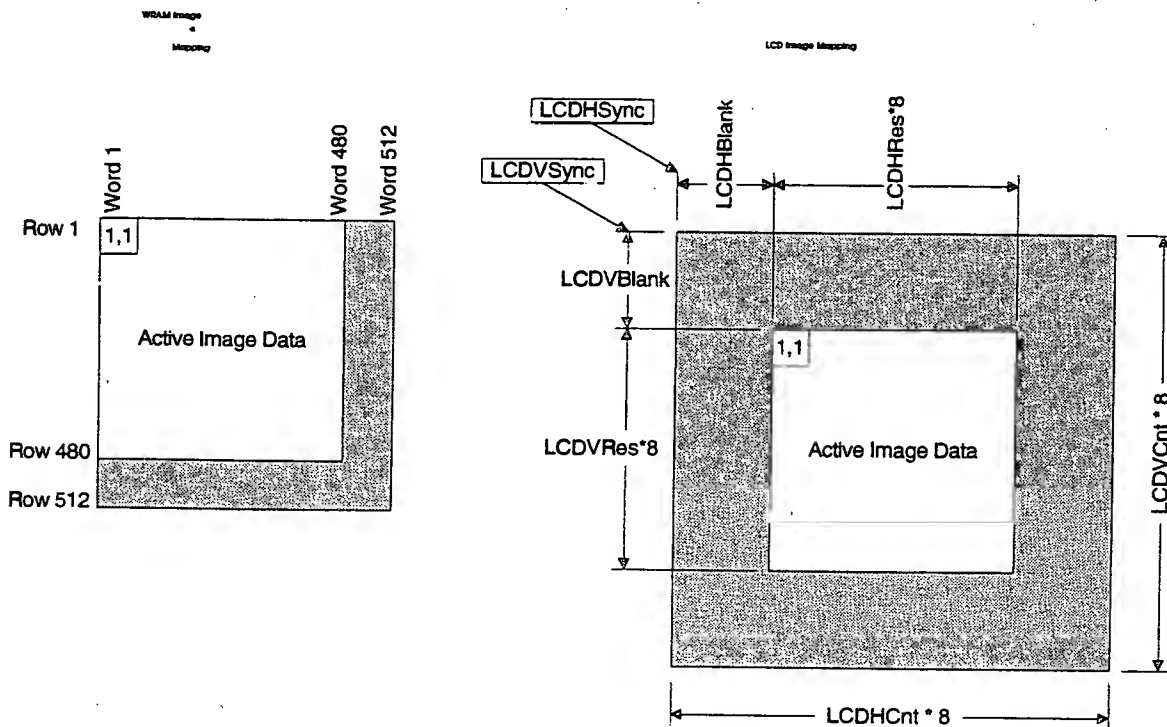 WRAM Image
Mapping
Word 1
Word 480
Word 512
Row 1
1,1
Active Image Data
Row 480
Row 512
LCD Image Mapping
LCDHSync
LCDVSync
LCDHBlank
LCDHRes*8
LCDVBlank
1,1
LCDVRes*8
Active Image Data
LCDVCnt * 8
LCDHCnt * 8